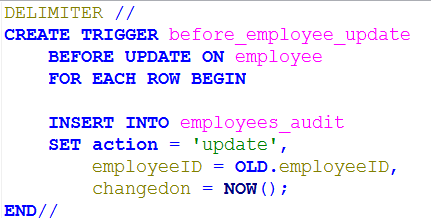 DELIMITER //
CREATE TRIGGER before_employee_update
BEFORE UPDATE ON employee
FOR EACH ROW BEGIN
INSERT INTO employees_audit
SET action = 'update',
employeeID = OLD.employeeID,
changedon = NOW();
END//